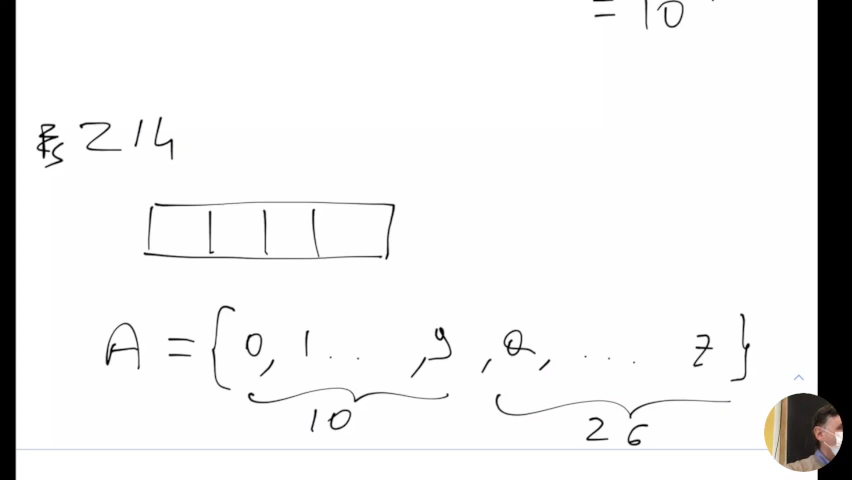 = 10
Es 214
A = {0, 1 . . . , 9, a, . . . . z}
10 26